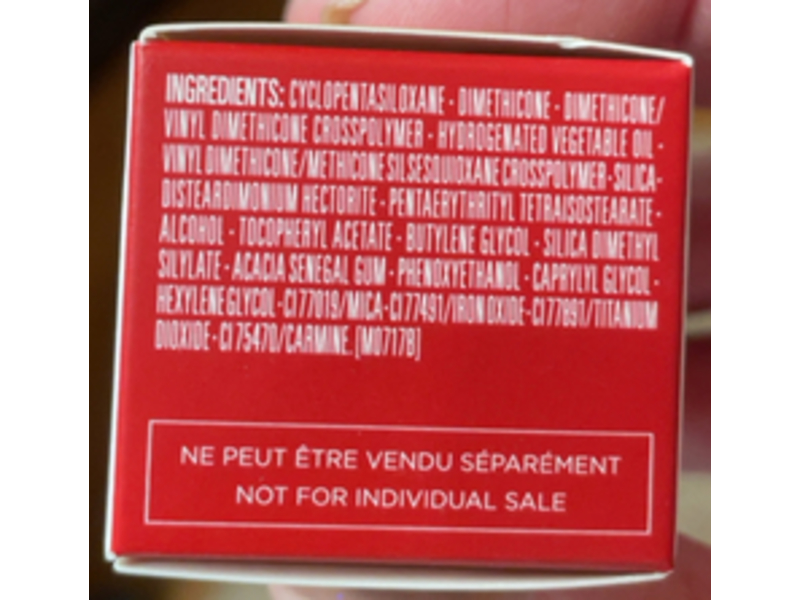 INGREDIENTS: CYCLOPENTASILOXANE · DIMETHICONE · DIMETHICONE/
VINYL DIMETHICONE CROSSPOLYMER · HYDROGENATED VEGETABLE OIL ·
VINYL DIMETHICONE/METHICONE SILSESQUIOXANE CROSSPOLYMER · SILICA ·
DISTEARDIMONIUM HECTORITE · PENTAERYTHRITYL TETRAISOSTEARATE ·
ALCOHOL · TOCOPHERYL ACETATE · BUTYLENE GLYCOL · SILICA DIMETHYL
SILYLATE · ACACIA SENEGAL GUM · PHENOXYETHANOL · CAPRYLYL GLYCOL ·
HEXYLENE GLYCOL · CI 77019/MICA · CI 77491/IRON OXIDE · CI 77891/TITANIUM
DIOXIDE · CI 75470/CARMINE. [M0717B]
NE PEUT ÊTRE VENDU SÉPARÉMENT
NOT FOR INDIVIDUAL SALE